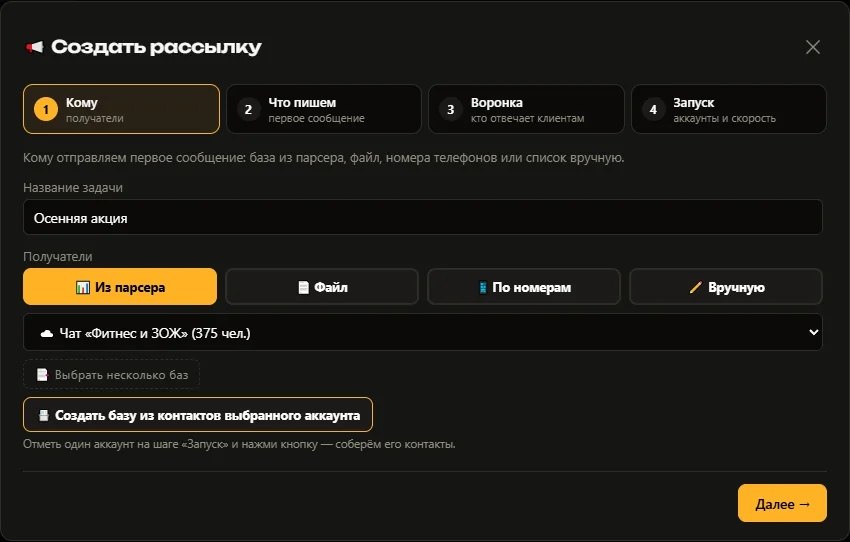 Создать рассылку
1 Кому
получатели
2 Что пишем
первое сообщение
3 Воронка
кто отвечает клиентам
4 Запуск
аккаунты и скорость
Кому отправляем первое сообщение: база из парсера, файл, номера телефонов или список вручную.
Название задачи
Осенняя акция
Получатели
Из парсера
Файл
По номерам
Вручную
Чат «Фитнес и ЗОЖ» (375 чел.)
Выбрать несколько баз
Создать базу из контактов выбранного аккаунта
Отметь один аккаунт на шаге «Запуск» и нажми кнопку — соберём его контакты.
Далее →